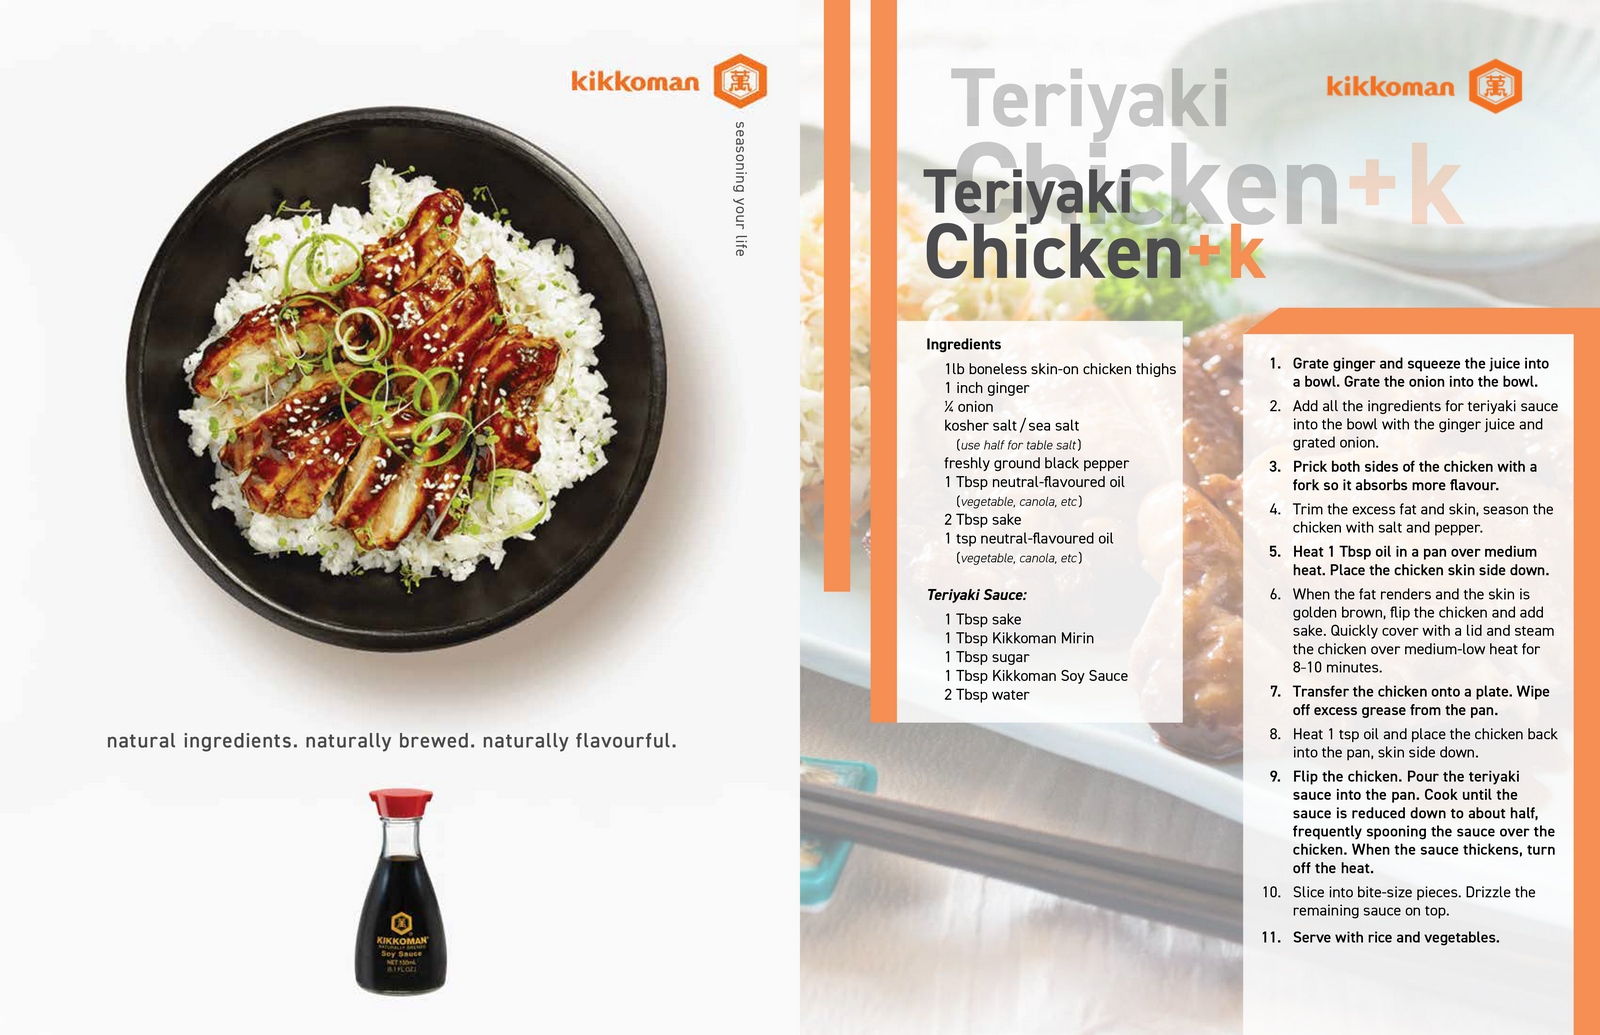 kikkoman
萬
seasoning your life
natural ingredients. naturally brewed. naturally flavourful.
萬
KIKKOMAN®
NATURALLY BREWED
Soy Sauce
NET 150mL
(5.1 FL.OZ.)
kikkoman
萬
Teriyaki
Chicken+k
Teriyaki
Chicken+k
Ingredients
1lb boneless skin-on chicken thighs
1 inch ginger
¼ onion
kosher salt / sea salt
(use half for table salt)
freshly ground black pepper
1 Tbsp neutral-flavoured oil
(vegetable, canola, etc)
2 Tbsp sake
1 tsp neutral-flavoured oil
(vegetable, canola, etc)
Teriyaki Sauce:
1 Tbsp sake
1 Tbsp Kikkoman Mirin
1 Tbsp sugar
1 Tbsp Kikkoman Soy Sauce
2 Tbsp water
1. Grate ginger and squeeze the juice into
a bowl. Grate the onion into the bowl.
2. Add all the ingredients for teriyaki sauce
into the bowl with the ginger juice and
grated onion.
3. Prick both sides of the chicken with a
fork so it absorbs more flavour.
4. Trim the excess fat and skin, season the
chicken with salt and pepper.
5. Heat 1 Tbsp oil in a pan over medium
heat. Place the chicken skin side down.
6. When the fat renders and the skin is
golden brown, flip the chicken and add
sake. Quickly cover with a lid and steam
the chicken over medium-low heat for
8-10 minutes.
7. Transfer the chicken onto a plate. Wipe
off excess grease from the pan.
8. Heat 1 tsp oil and place the chicken back
into the pan, skin side down.
9. Flip the chicken. Pour the teriyaki
sauce into the pan. Cook until the
sauce is reduced down to about half,
frequently spooning the sauce over the
chicken. When the sauce thickens, turn
off the heat.
10. Slice into bite-size pieces. Drizzle the
remaining sauce on top.
11. Serve with rice and vegetables.